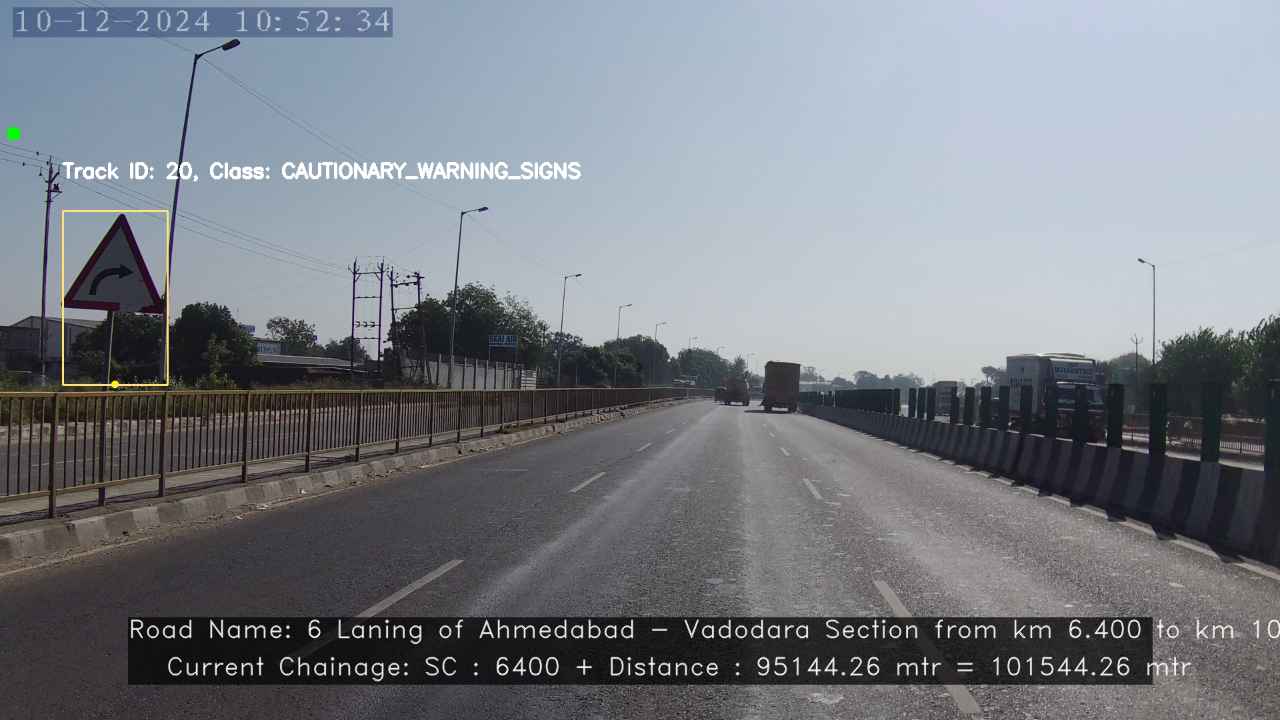 10-12-2024 10:52:34
Track ID: 20, Class: CAUTIONARY_WARNING_SIGNS
Road Name: 6 Laning of Ahmedabad - Vadodara Section from km 6.400 to km 10
Current Chainage: SC : 6400 + Distance : 95144.26 mtr = 101544.26 mtr